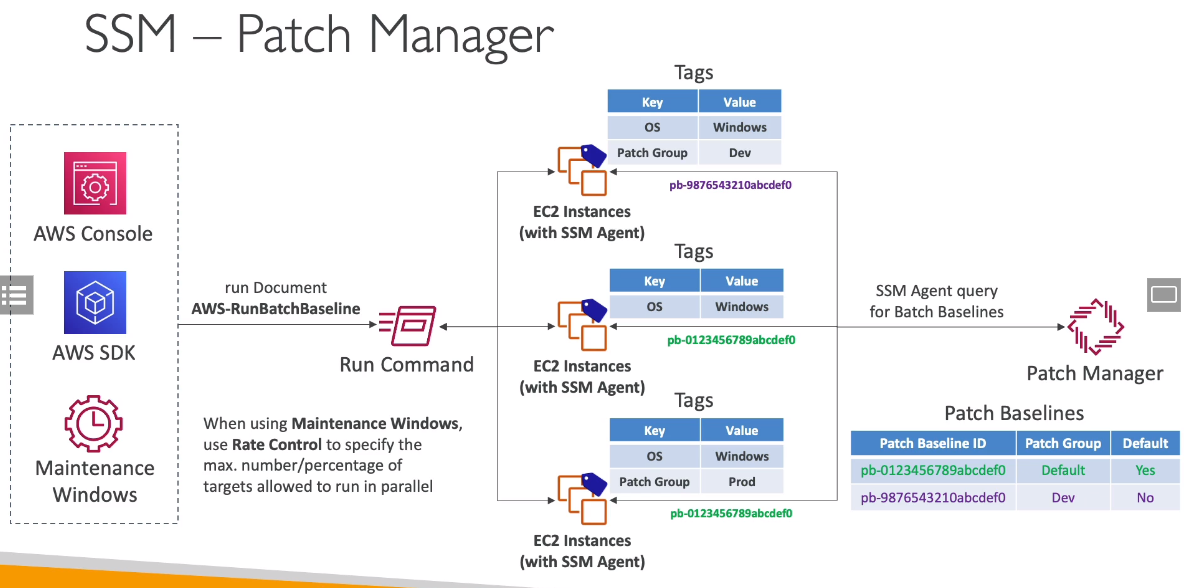 SSM – Patch Manager
AWS Console
AWS SDK
Maintenance
Windows
run Document
AWS-RunBatchBaseline
Run Command
When using Maintenance Windows,
use Rate Control to specify the
max. number/percentage of
targets allowed to run in parallel
Tags
Key Value
OS Windows
Patch Group Dev
pb-9876543210abcdef0
EC2 Instances
(with SSM Agent)
Tags
Key Value
OS Windows
pb-0123456789abcdef0
EC2 Instances
(with SSM Agent)
Tags
Key Value
OS Windows
Patch Group Prod
pb-0123456789abcdef0
EC2 Instances
(with SSM Agent)
SSM Agent query
for Batch Baselines
Patch Manager
Patch Baselines
Patch Baseline ID Patch Group Default
pb-0123456789abcdef0 Default Yes
pb-9876543210abcdef0 Dev No